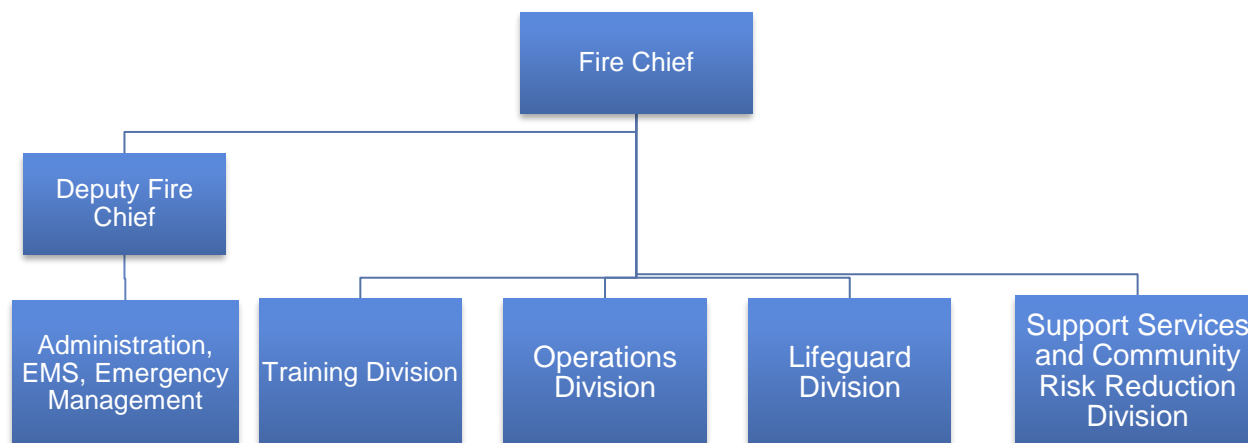 Fire Chief
Deputy Fire
Chief
Administration,
EMS, Emergency
Management
Training Division
Operations
Division
Lifeguard
Division
Support Services
and Community
Risk Reduction
Division